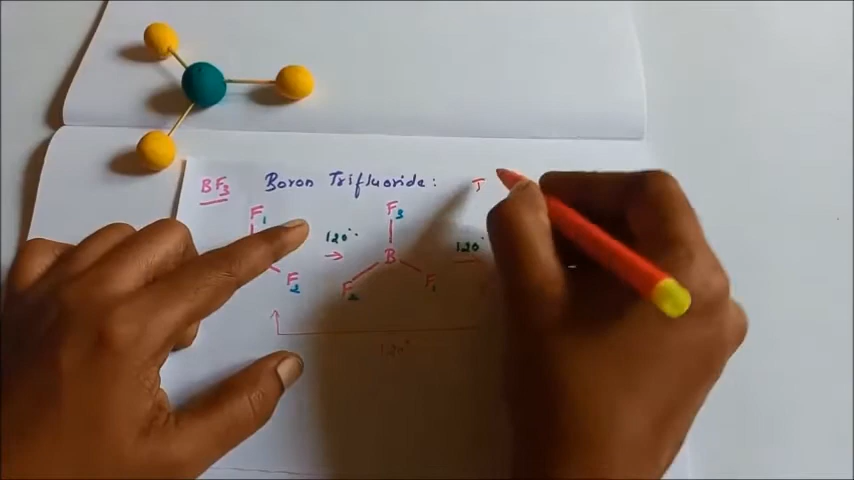 BF3 Boron Trifluoride: T
F1 F3
120° 120°
→ B
F2 F2 F1
120°